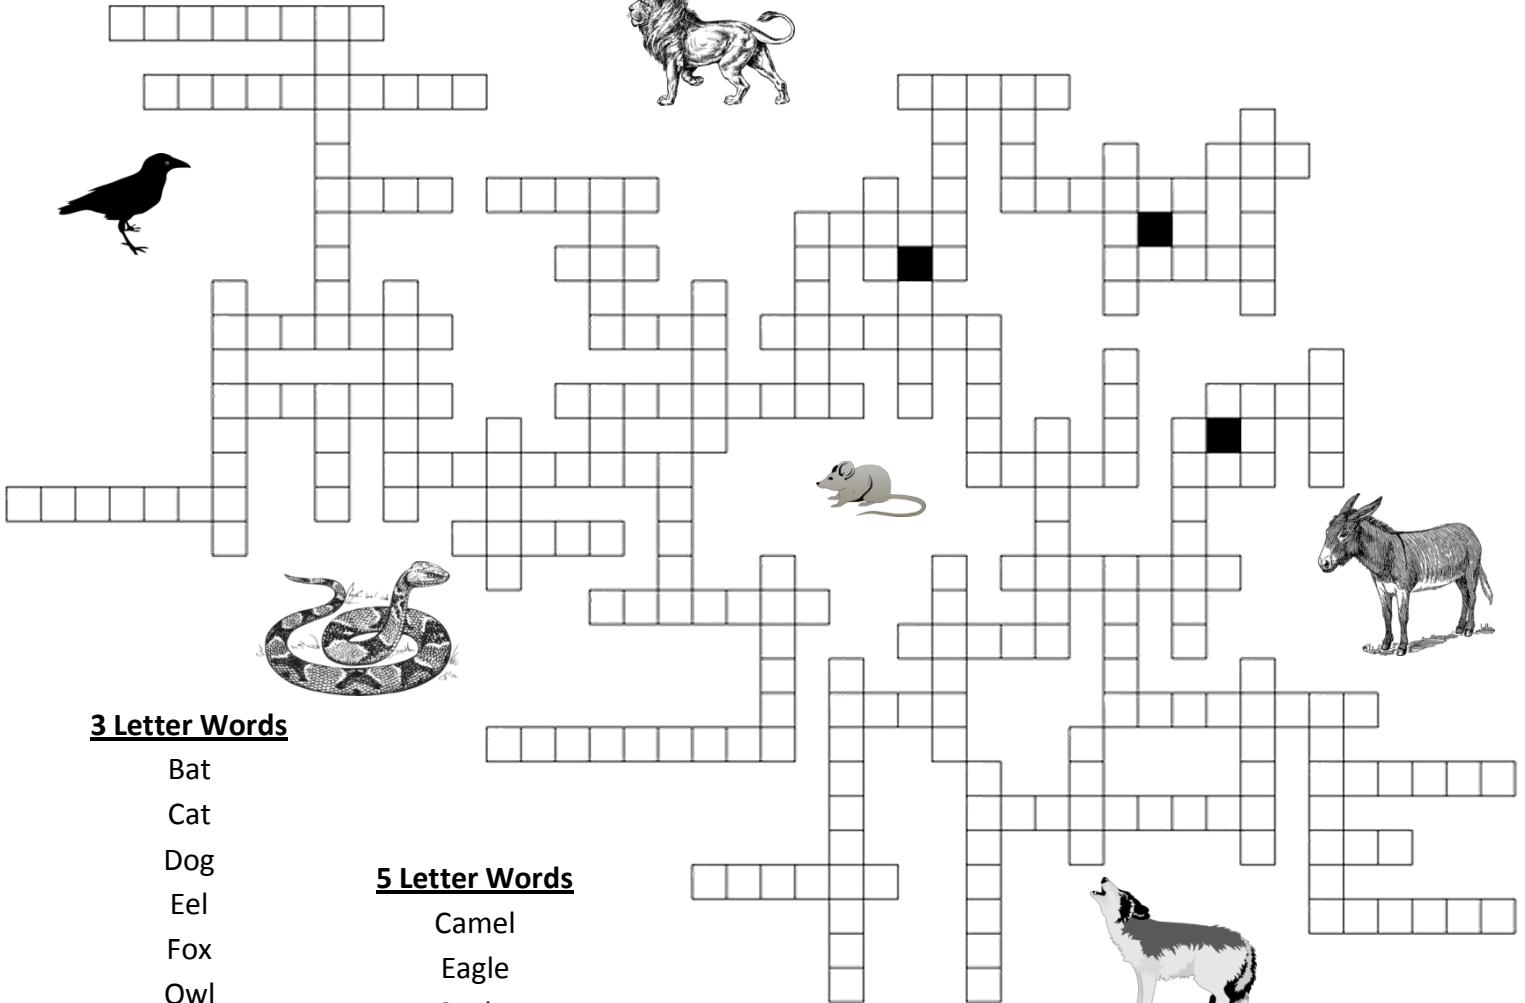 3 Letter Words
Bat
Cat
Dog
Eel
Fox
Owl
5 Letter Words
Camel
Eagle